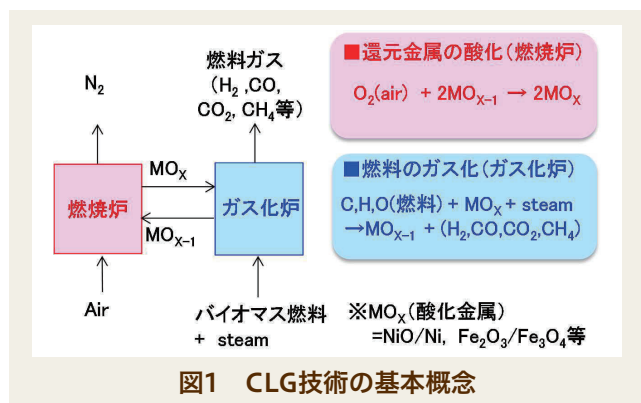 N₂
燃料ガス
(H₂ ,CO,
CO₂, CH₄等)
MOX
燃焼炉
ガス化炉
MOX-1
Air
バイオマス燃料
+ steam
■還元金属の酸化(燃焼炉)
O₂(air) + 2MOX-1 → 2MOX
■燃料のガス化(ガス化炉)
C,H,O(燃料) + MOX + steam
→MOX-1 + (H₂,CO,CO₂,CH₄)
※MOX(酸化金属)
=NiO/Ni, Fe₂O₃/Fe₃O₄等
図1 CLG技術の基本概念